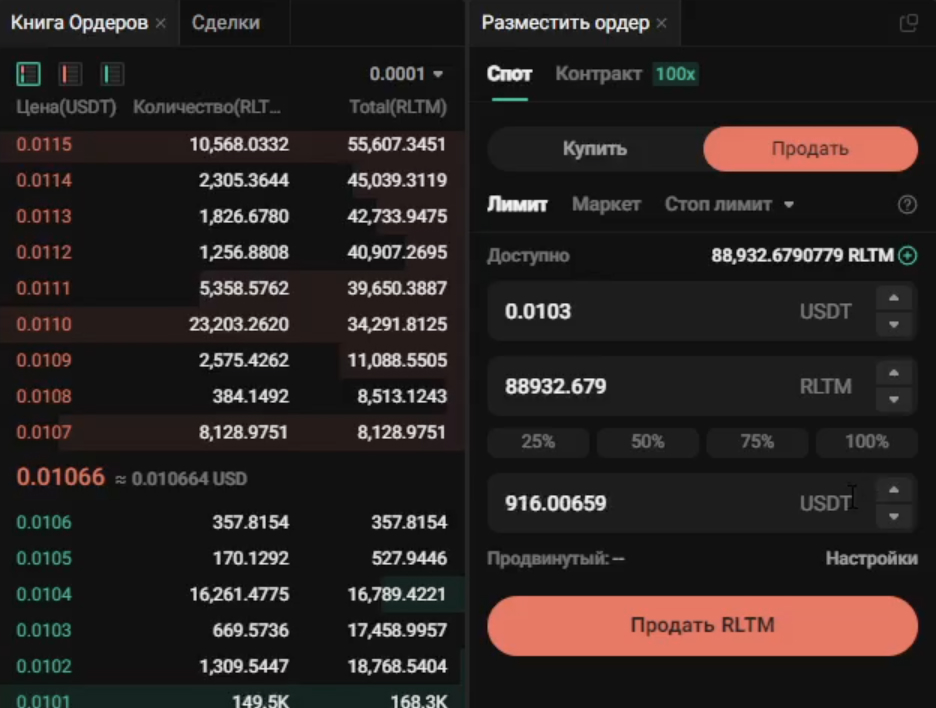 Книга Ордеров × Сделки
0.0001
Цена(USDT) Количество(RLT... Total(RLTM)
0.0115 10,568.0332 55,607.3451
0.0114 2,305.3644 45,039.3119
0.0113 1,826.6780 42,733.9475
0.0112 1,256.8808 40,907.2695
0.0111 5,358.5762 39,650.3887
0.0110 23,203.2620 34,291.8125
0.0109 2,575.4262 11,088.5505
0.0108 384.1492 8,513.1243
0.0107 8,128.9751 8,128.9751
0.01066 ≈ 0.010664 USD
0.0106 357.8154 357.8154
0.0105 170.1292 527.9446
0.0104 16,261.4775 16,789.4221
0.0103 669.5736 17,458.9957
0.0102 1,309.5447 18,768.5404
0.0101 149.5K 168.3K
Разместить ордер ×
Спот Контракт 100x
Купить Продать
Лимит Маркет Стоп лимит
Доступно 88,932.6790779 RLTM
0.0103 USDT
88932.679 RLTM
25% 50% 75% 100%
916.00659 USDT
Продвинутый: -- Настройки
Продать RLTM